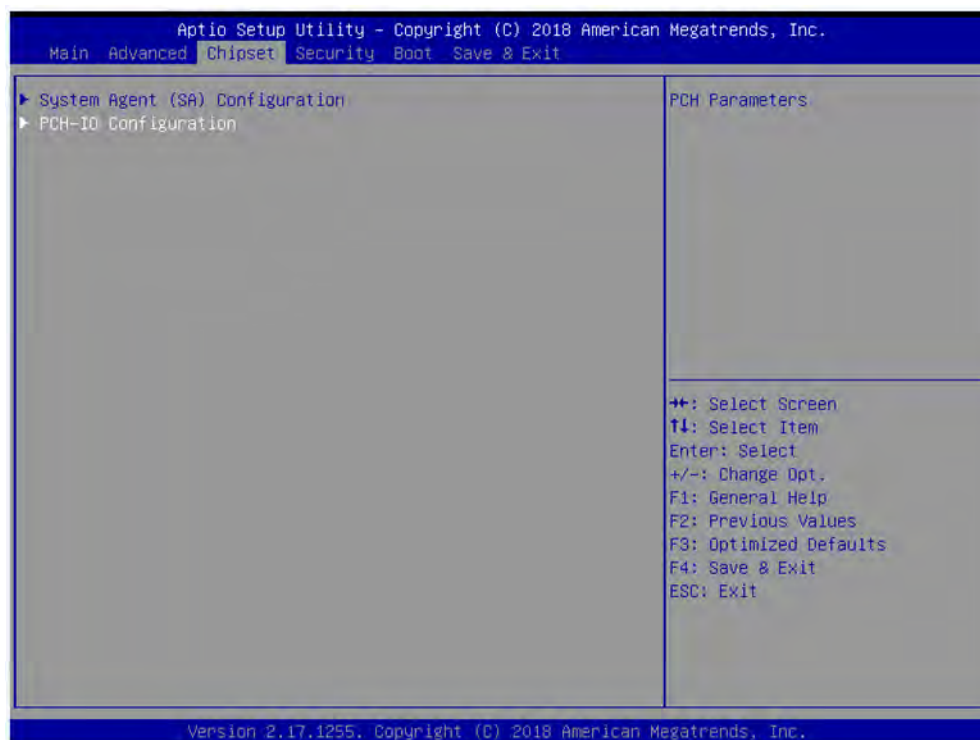 Aptio Setup Utility – Copyright (C) 2018 American Megatrends, Inc.
Main Advanced Chipset Security Boot Save & Exit
▶ System Agent (SA) Configuration
▶ PCH-IO Configuration
PCH Parameters
→←: Select Screen
↑↓: Select Item
Enter: Select
+/-: Change Opt.
F1: General Help
F2: Previous Values
F3: Optimized Defaults
F4: Save & Exit
ESC: Exit
Version 2.17.1255. Copyright (C) 2018 American Megatrends, Inc.